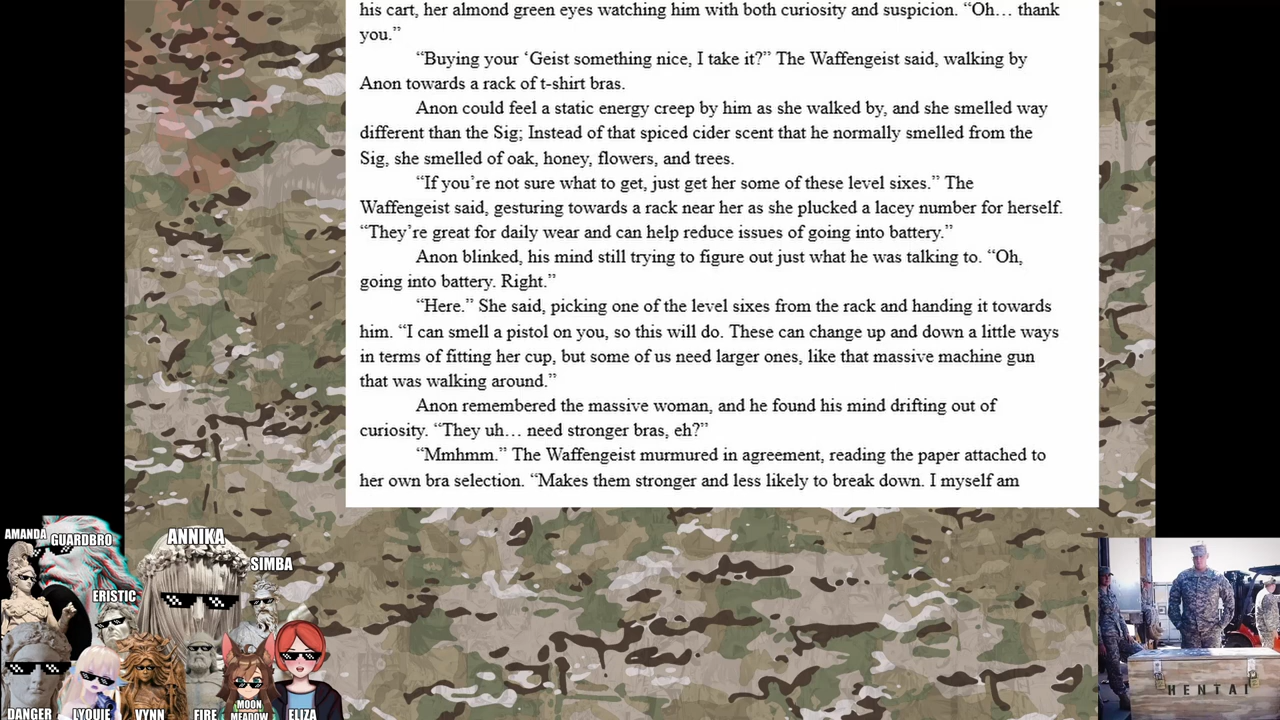 his cart, her almond green eyes watching him with both curiosity and suspicion. “Oh… thank
you.”
“Buying your ‘Geist something nice, I take it?” The Waffengeist said, walking by
Anon towards a rack of t-shirt bras.
Anon could feel a static energy creep by him as she walked by, and she smelled way
different than the Sig; Instead of that spiced cider scent that he normally smelled from the
Sig, she smelled of oak, honey, flowers, and trees.
“If you’re not sure what to get, just get her some of these level sixes.” The
Waffengeist said, gesturing towards a rack near her as she plucked a lacey number for herself.
“They’re great for daily wear and can help reduce issues of going into battery.”
Anon blinked, his mind still trying to figure out just what he was talking to. “Oh,
going into battery. Right.”
“Here.” She said, picking one of the level sixes from the rack and handing it towards
him. “I can smell a pistol on you, so this will do. These can change up and down a little ways
in terms of fitting her cup, but some of us need larger ones, like that massive machine gun
that was walking around.”
Anon remembered the massive woman, and he found his mind drifting out of
curiosity. “They uh… need stronger bras, eh?”
“Mmhmm.” The Waffengeist murmured in agreement, reading the paper attached to
her own bra selection. “Makes them stronger and less likely to break down. I myself am
AMANDA
GUARDBRO
ANNIKA
SIMBA
ERISTIC
DANGER
LYQUIE
VYNN
FIRE
MOON
MEADOW
ELIZA
HENTAI